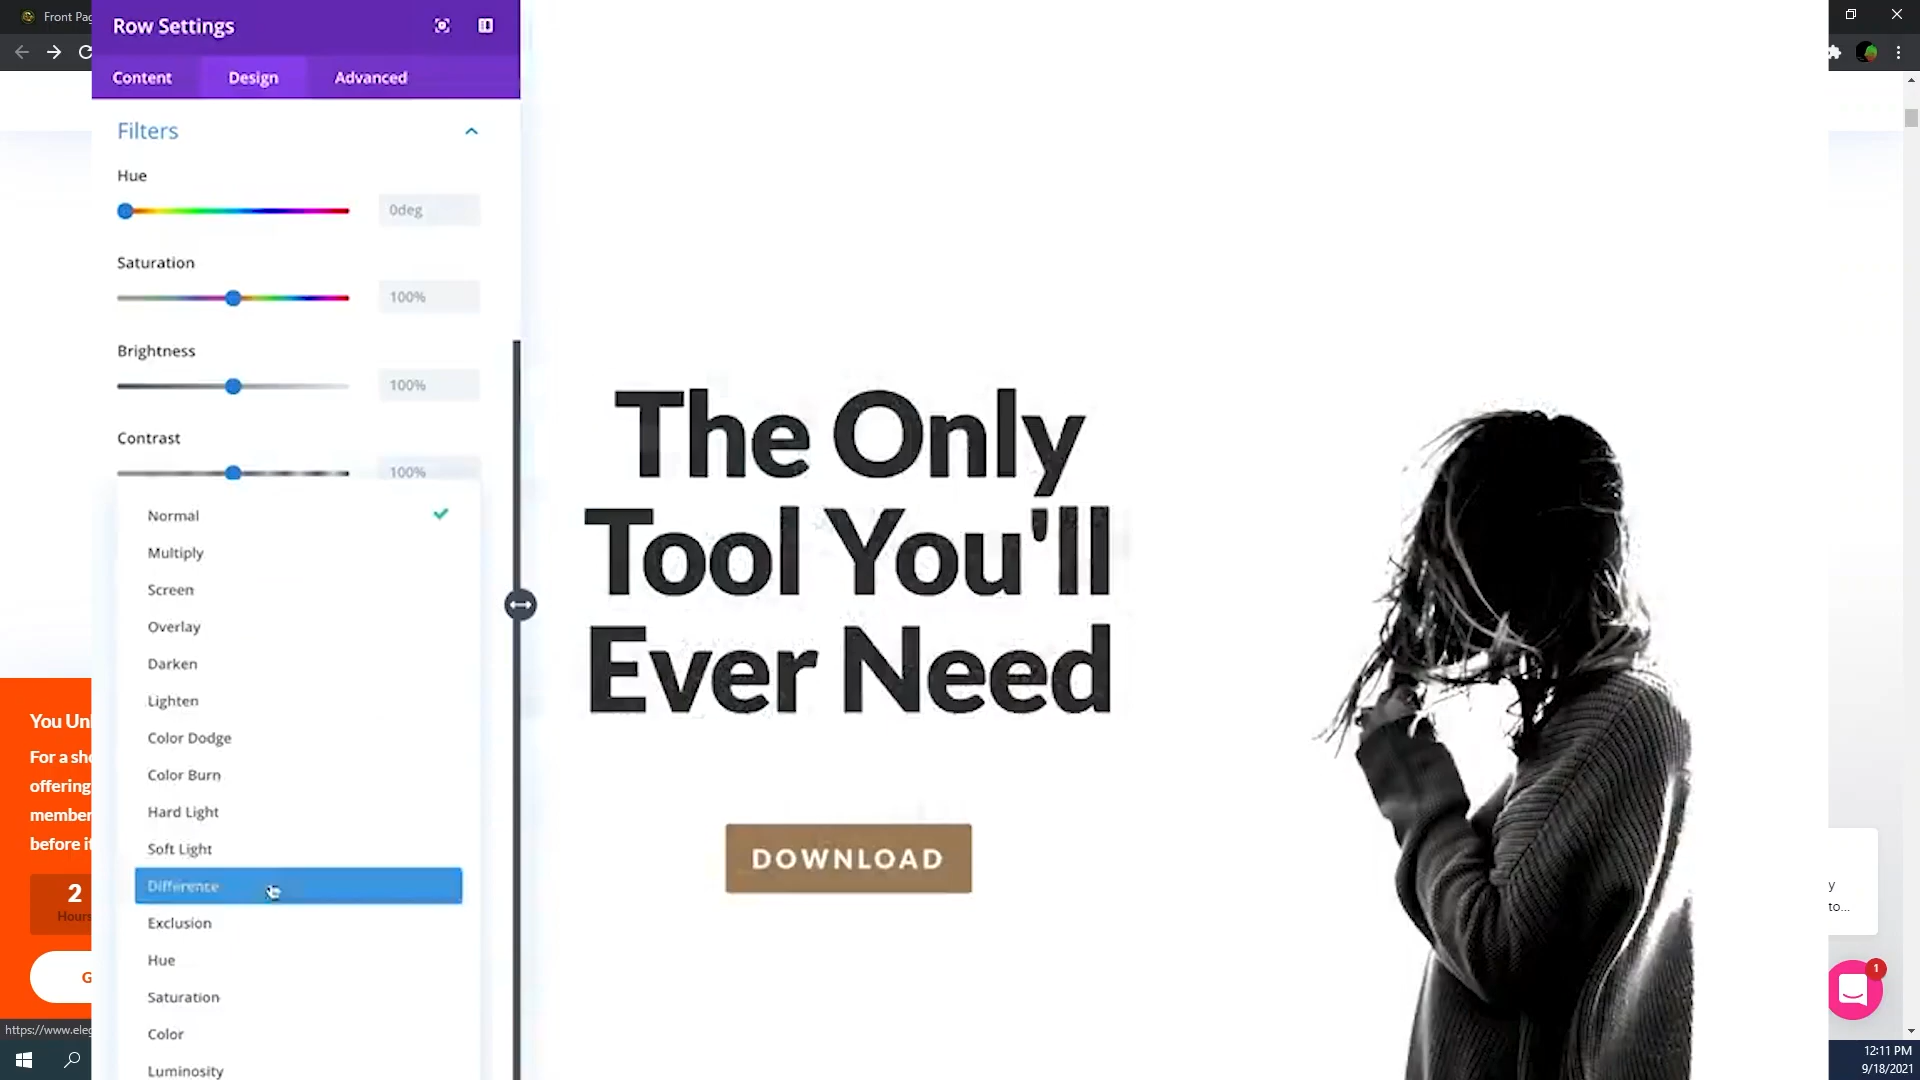 Front Pag
Row Settings
Content
Design
Advanced
Filters
Hue
0deg
Saturation
100%
Brightness
100%
Contrast
100%
Normal
Multiply
Screen
Overlay
Darken
Lighten
Color Dodge
Color Burn
Hard Light
Soft Light
Difference
Exclusion
Hue
Saturation
Color
Luminosity
The Only
Tool You'll
Ever Need
DOWNLOAD
You Un
For a sh
offering
member
before i
2
Hours
G
https://www.eleg
y
to...
1
12:11 PM
9/18/2021